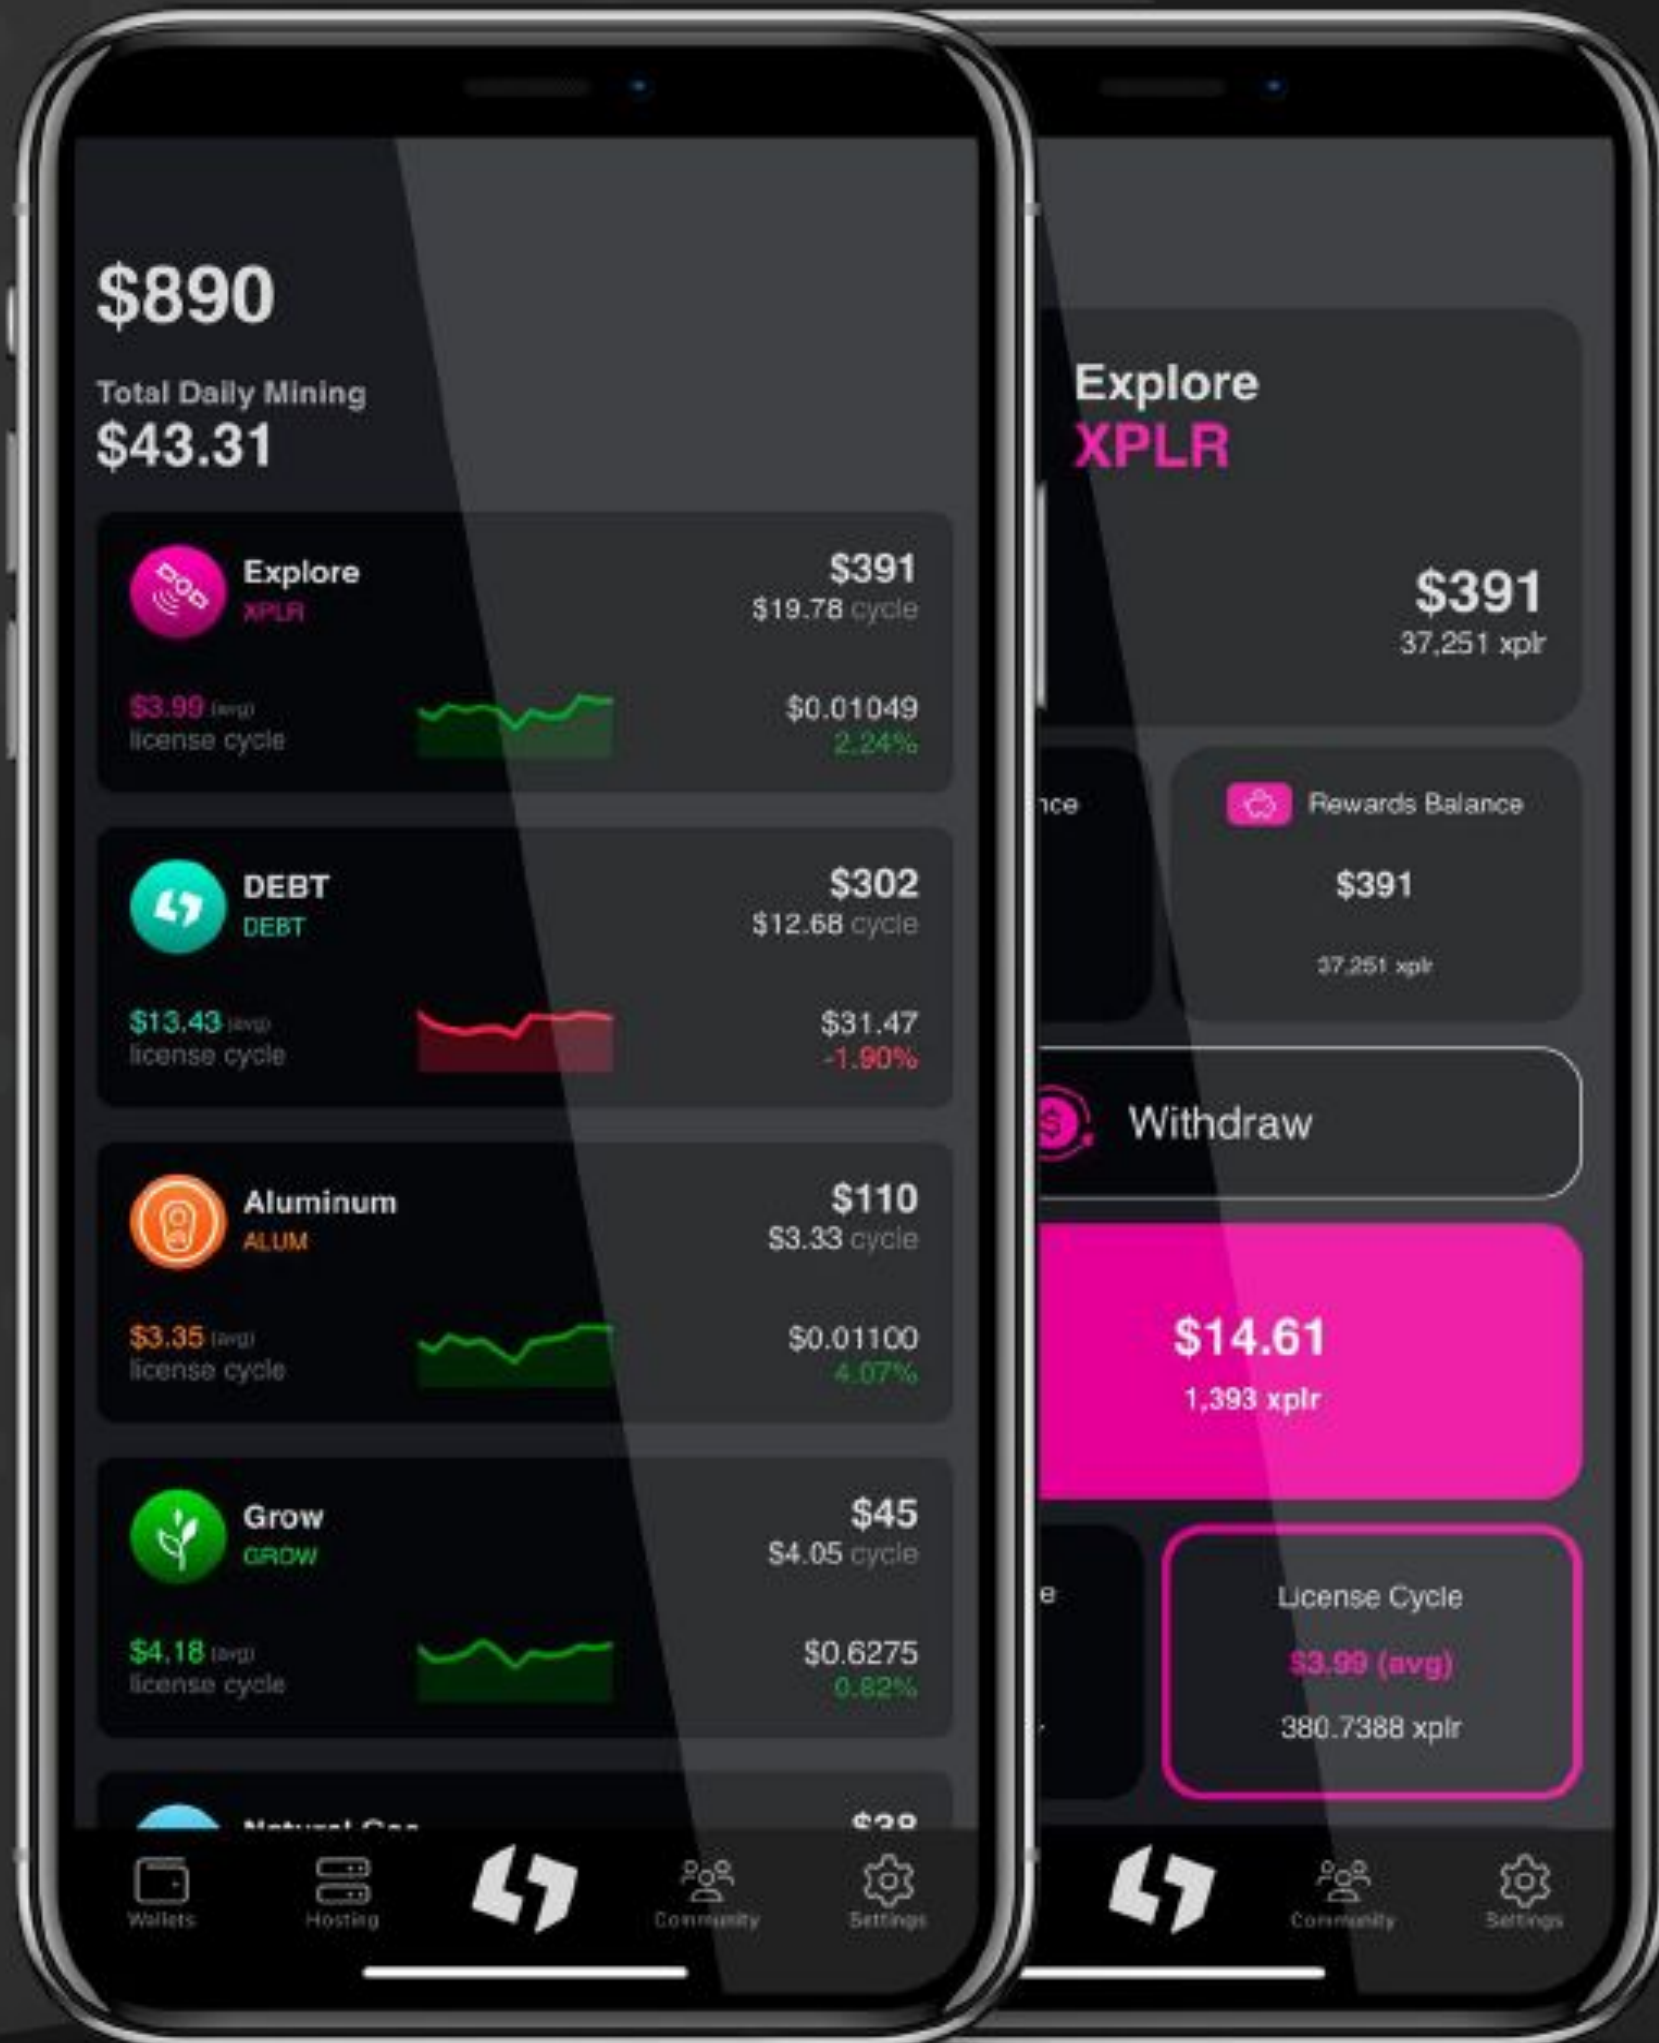 $890
Total Daily Mining
$43.31
Explore
XPLR
$391
$19.78 cycle
$3.99 (avg)
license cycle
$0.01049
2.24%
DEBT
DEBT
$302
$12.68 cycle
$13.43 (avg)
license cycle
$31.47
-1.90%
Aluminum
ALUM
$110
$3.33 cycle
$3.35 (avg)
license cycle
$0.01100
4.07%
Grow
GROW
$45
$4.05 cycle
$4.18 (avg)
license cycle
$0.6275
0.82%
Natural Gas
$38
Wallets
Hosting
Community
Settings
Explore
XPLR
$391
37,251 xplr
nce
Rewards Balance
$391
37,251 xplr
Withdraw
$14.61
1,393 xplr
e
License Cycle
$3.99 (avg)
380.7388 xplr
Community
Settings